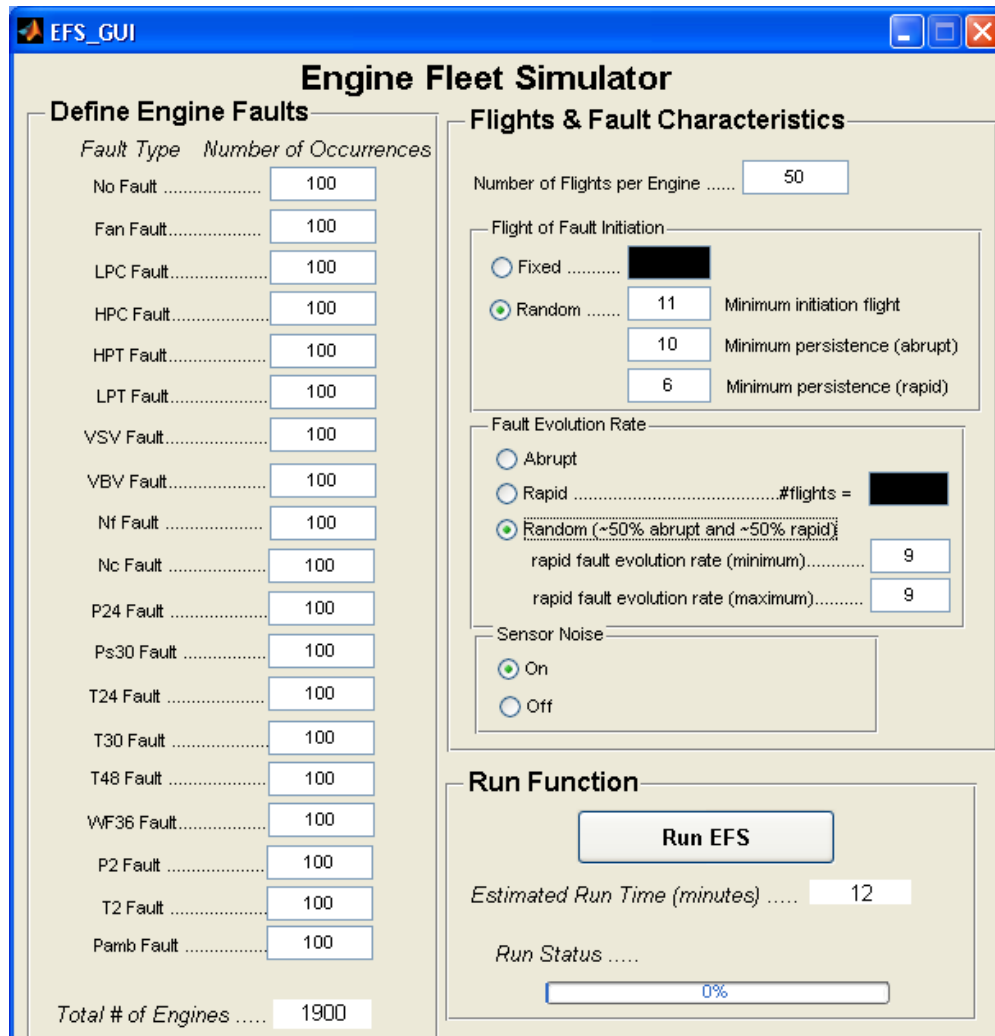 EFS_GUI
Engine Fleet Simulator
Define Engine Faults
Fault Type Number of Occurrences
No Fault ................... 100
Fan Fault................... 100
LPC Fault.................... 100
HPC Fault.................... 100
HPT Fault.................... 100
LPT Fault.................... 100
VSV Fault.................... 100
VBV Fault.................... 100
Nf Fault .................... 100
Nc Fault .................... 100
P24 Fault ................... 100
Ps30 Fault .................. 100
T24 Fault ................... 100
T30 Fault ................... 100
T48 Fault ................... 100
WF36 Fault.................. 100
P2 Fault .................... 100
T2 Fault .................... 100
Pamb Fault .................. 100
Total # of Engines ..... 1900
Flights & Fault Characteristics
Number of Flights per Engine ...... 50
Flight of Fault Initiation
Fixed ..........
Random ....... 11 Minimum initiation flight
10 Minimum persistence (abrupt)
6 Minimum persistence (rapid)
Fault Evolution Rate
Abrupt
Rapid ......................................#flights =
Random (~50% abrupt and ~50% rapid)
rapid fault evolution rate (minimum)............ 9
rapid fault evolution rate (maximum).......... 9
Sensor Noise
On
Off
Run Function
Run EFS
Estimated Run Time (minutes) ..... 12
Run Status .....
0%